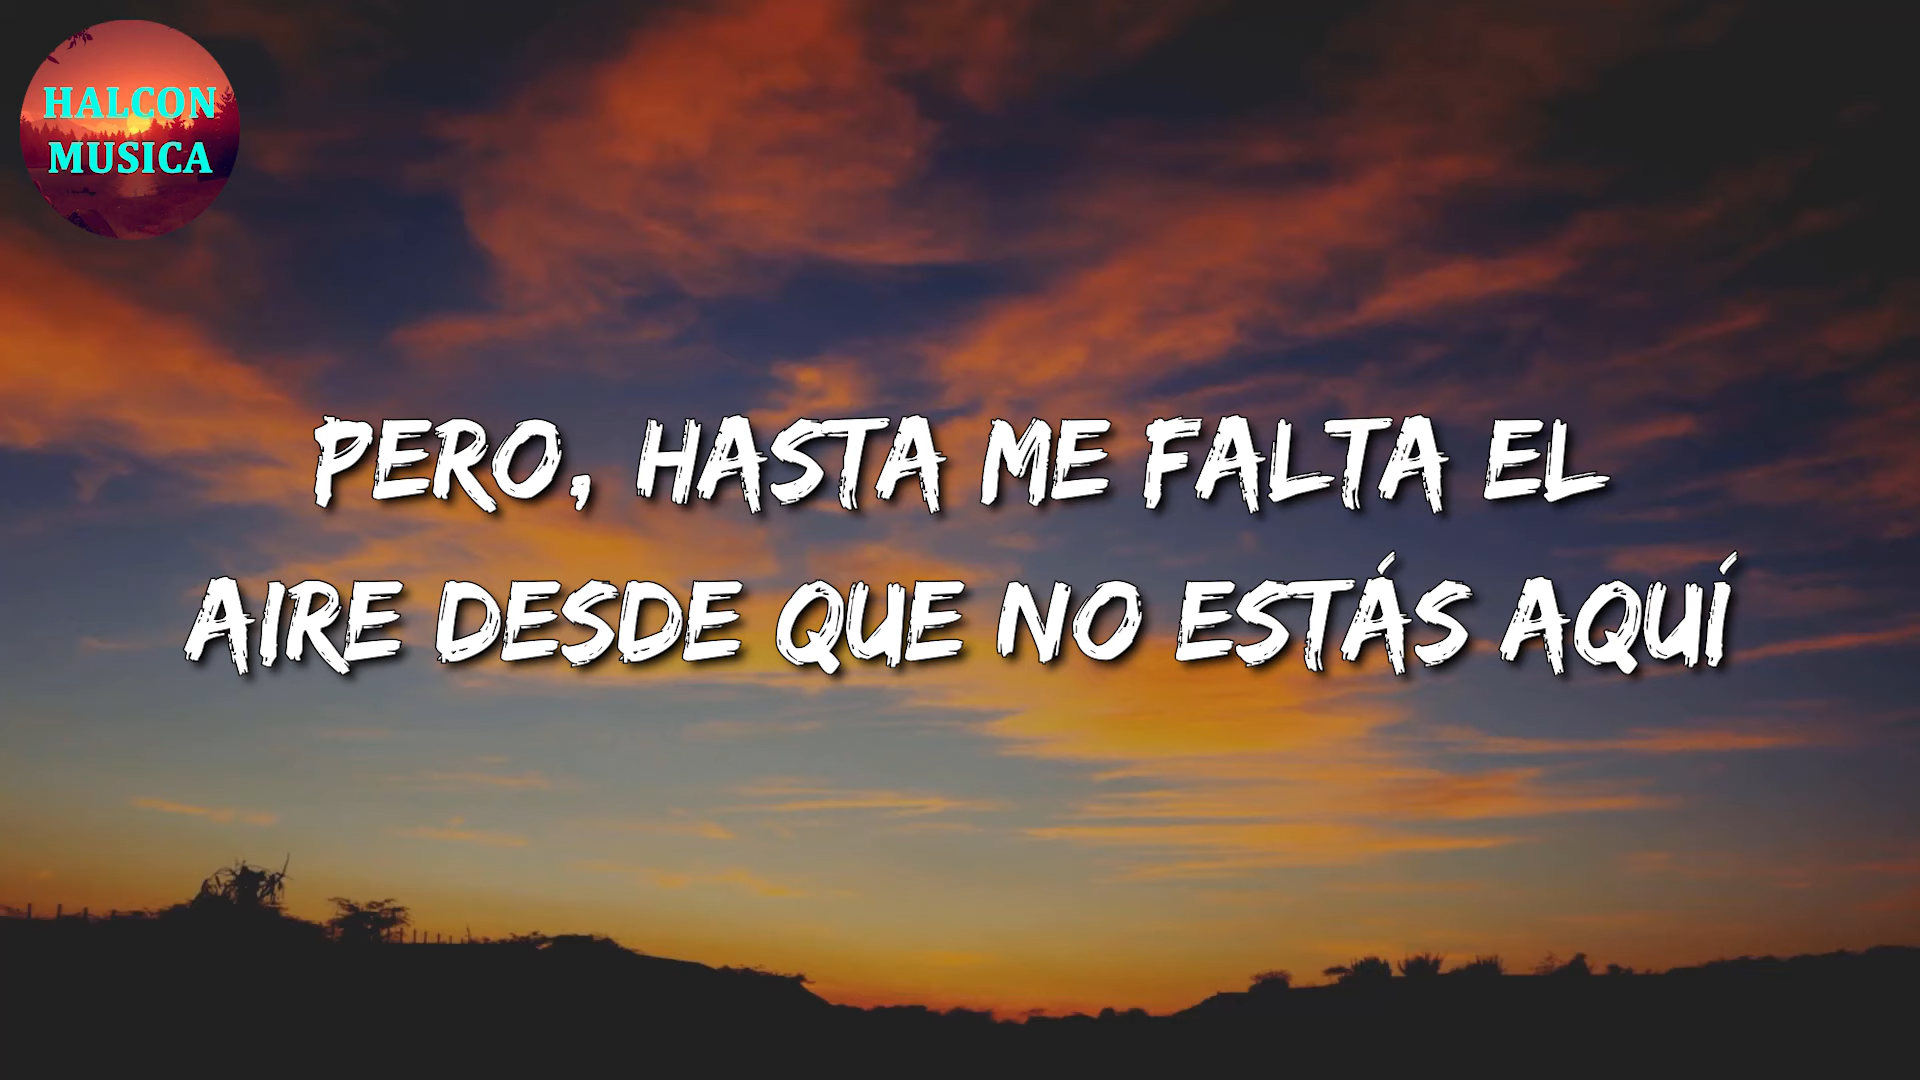 HALCON
MUSICA
PERO, HASTA ME FALTA EL
AIRE DESDE QUE NO ESTÁS AQUÍ